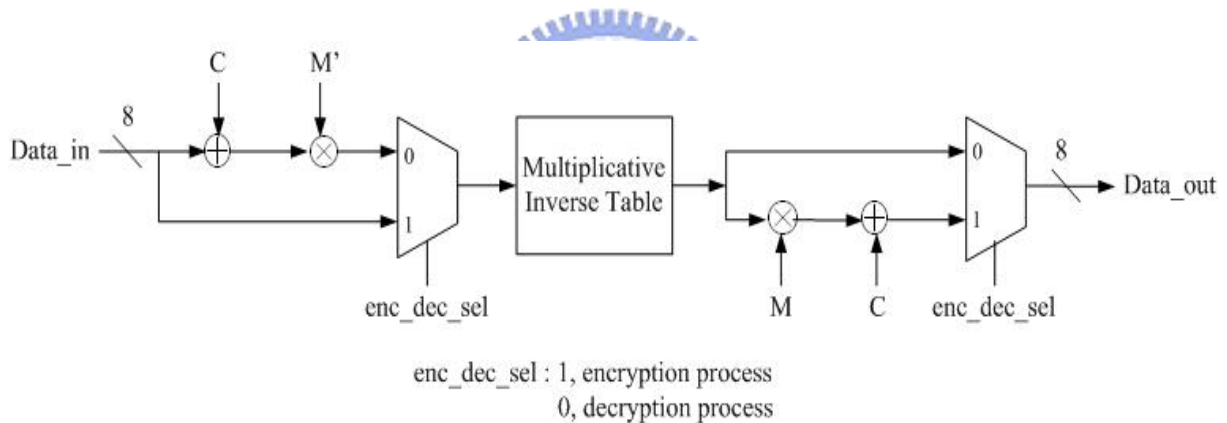 C
M'
8
Data_in
0
1
enc_dec_sel
Multiplicative
Inverse Table
M
C
0
1
enc_dec_sel
8
Data_out
enc_dec_sel : 1, encryption process
0, decryption process